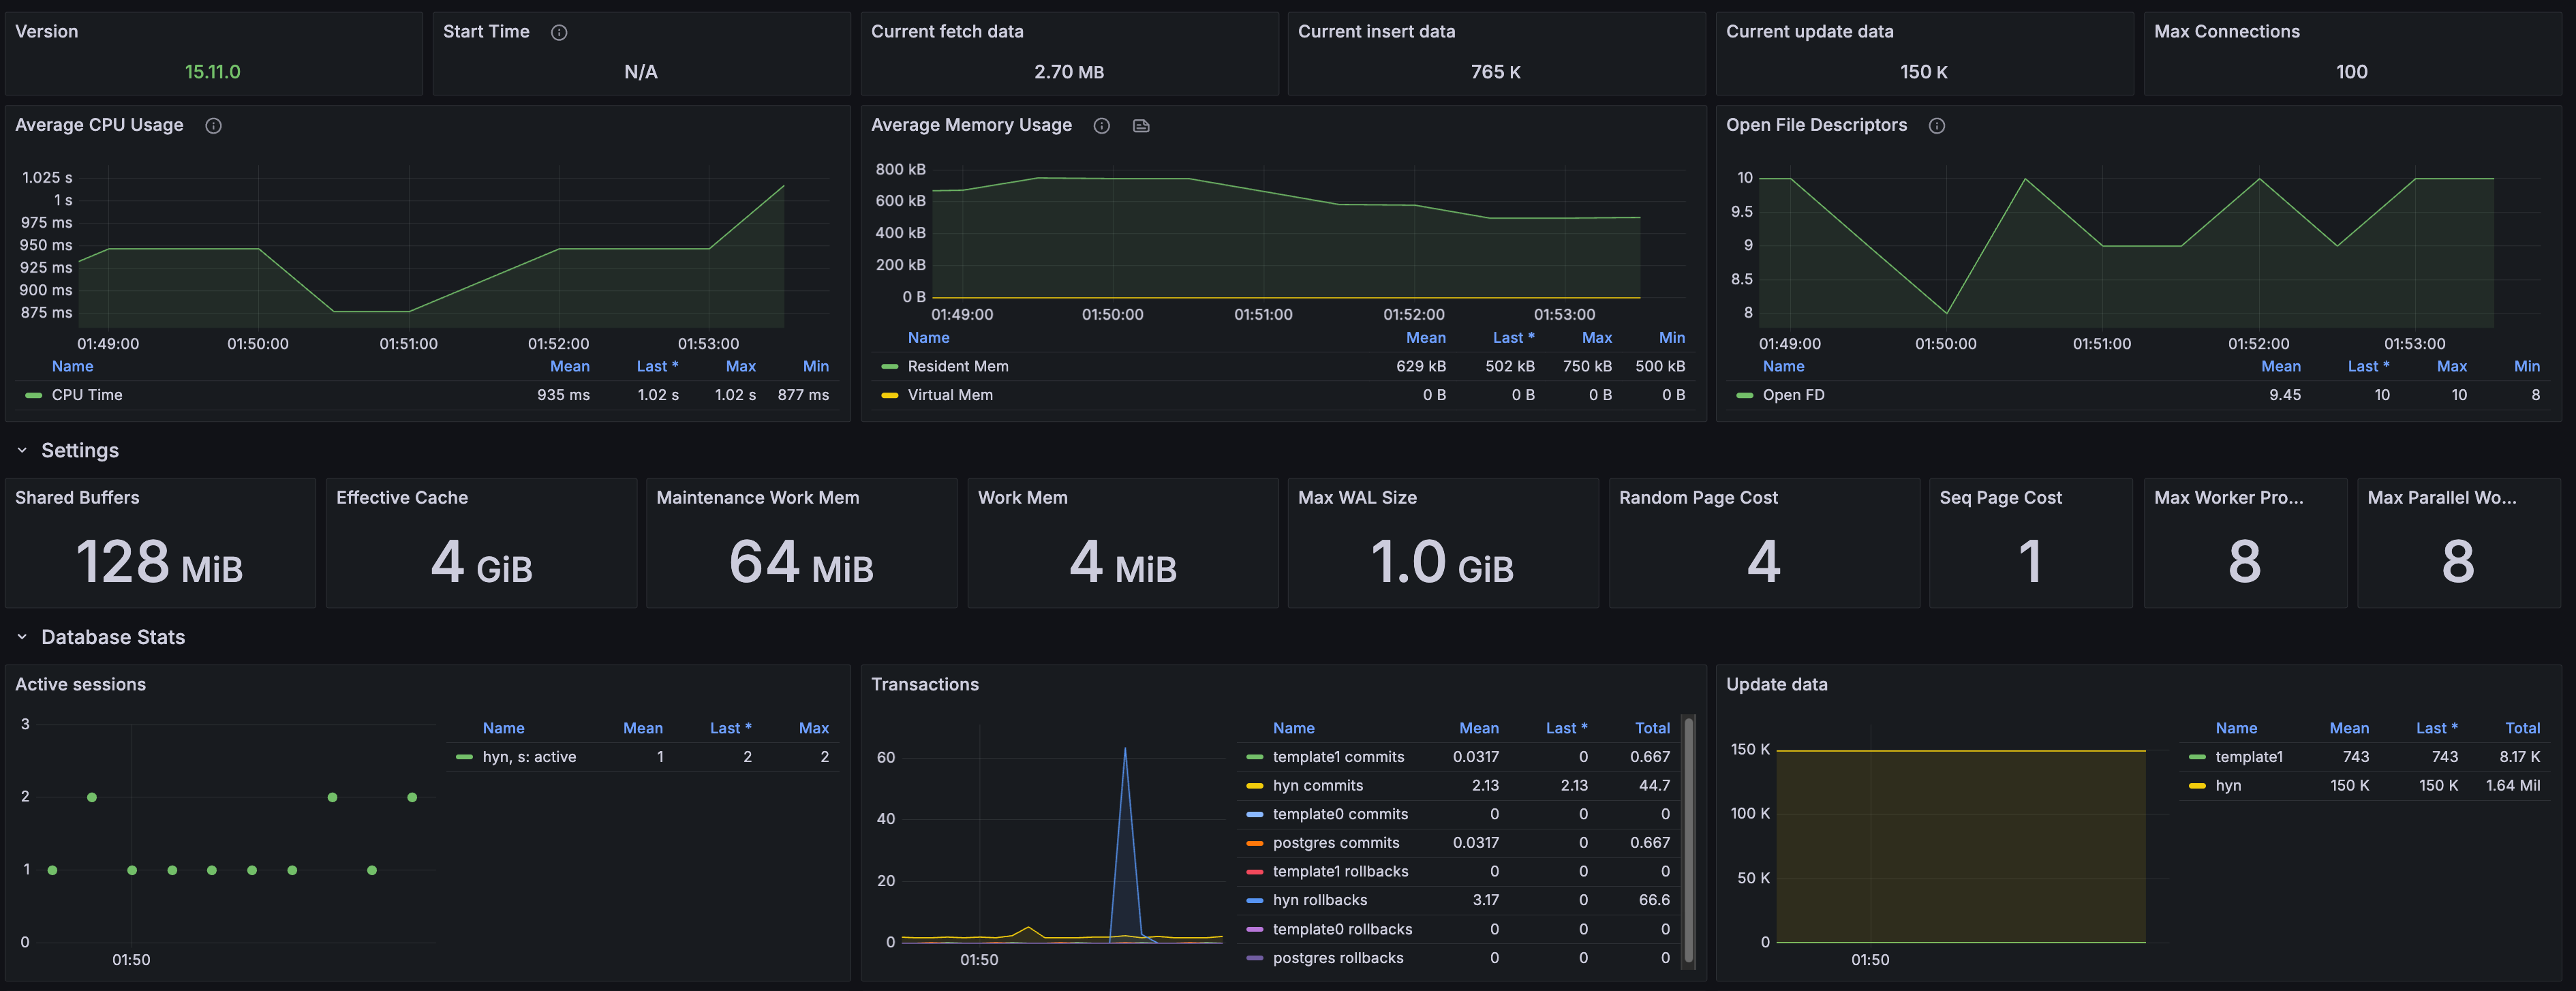 Version
15.11.0
Start Time
N/A
Current fetch data
2.70 MB
Current insert data
765 K
Current update data
150 K
Max Connections
100
Average CPU Usage
1.025 s
1 s
975 ms
950 ms
925 ms
900 ms
875 ms
01:49:00 01:50:00 01:51:00 01:52:00 01:53:00
Name Mean Last * Max Min
CPU Time 935 ms 1.02 s 1.02 s 877 ms
Average Memory Usage
800 kB
600 kB
400 kB
200 kB
0 B
01:49:00 01:50:00 01:51:00 01:52:00 01:53:00
Name Mean Last * Max Min
Resident Mem 629 kB 502 kB 750 kB 500 kB
Virtual Mem 0 B 0 B 0 B 0 B
Open File Descriptors
10
9.5
9
8.5
8
01:49:00 01:50:00 01:51:00 01:52:00 01:53:00
Name Mean Last * Max Min
Open FD 9.45 10 10 8
Settings
Shared Buffers
128 MiB
Effective Cache
4 GiB
Maintenance Work Mem
64 MiB
Work Mem
4 MiB
Max WAL Size
1.0 GiB
Random Page Cost
4
Seq Page Cost
1
Max Worker Pro...
8
Max Parallel Wo...
8
Database Stats
Active sessions
3
2
1
0
01:50
Name Mean Last * Max
hyn, s: active 1 2 2
Transactions
60
40
20
0
01:50
Name Mean Last * Total
template1 commits 0.0317 0 0.667
hyn commits 2.13 2.13 44.7
template0 commits 0 0 0
postgres commits 0.0317 0 0.667
template1 rollbacks 0 0 0
hyn rollbacks 3.17 0 66.6
template0 rollbacks 0 0 0
postgres rollbacks 0 0 0
Update data
150 K
100 K
50 K
0
01:50
Name Mean Last * Total
template1 743 743 8.17 K
hyn 150 K 150 K 1.64 Mil